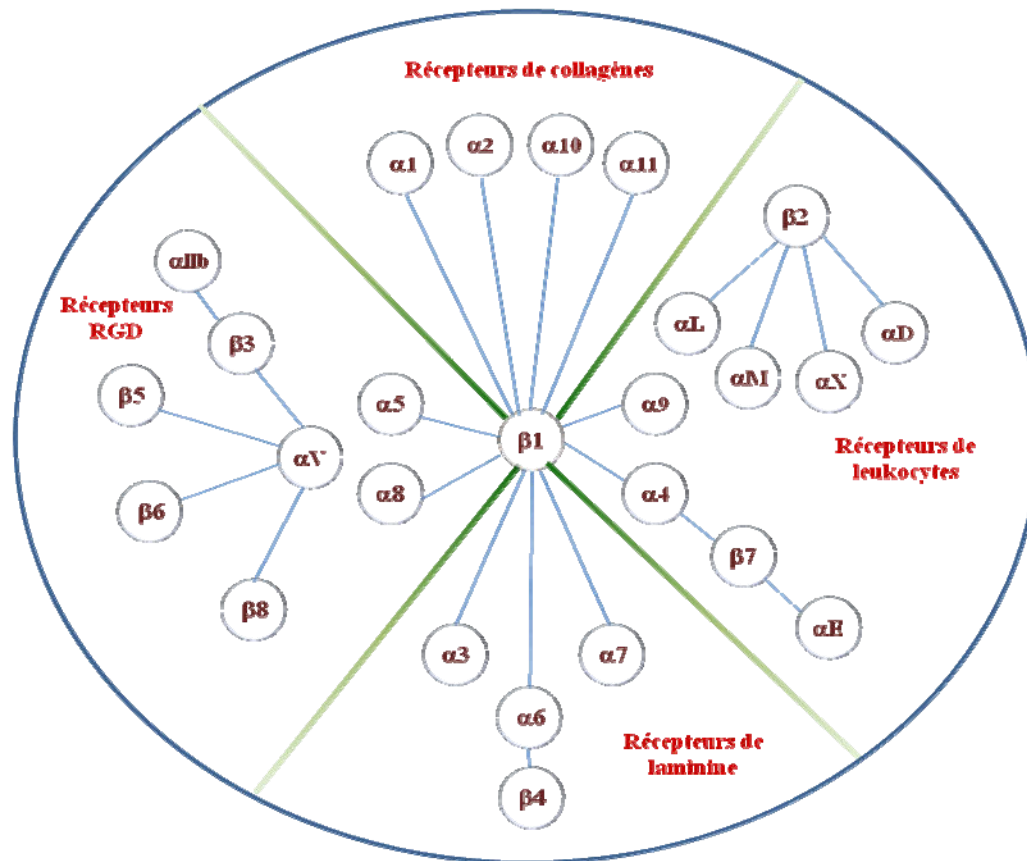 Récepteurs de collagènes
α1
α2
α10
α11
β2
αL
αM
αX
αD
Récepteurs de
leukocytes
αIIb
Récepteurs
RGD
β3
β5
αV
β6
β8
α5
α8
β1
α9
α4
β7
αE
α3
α7
α6
β4
Récepteurs de
laminine